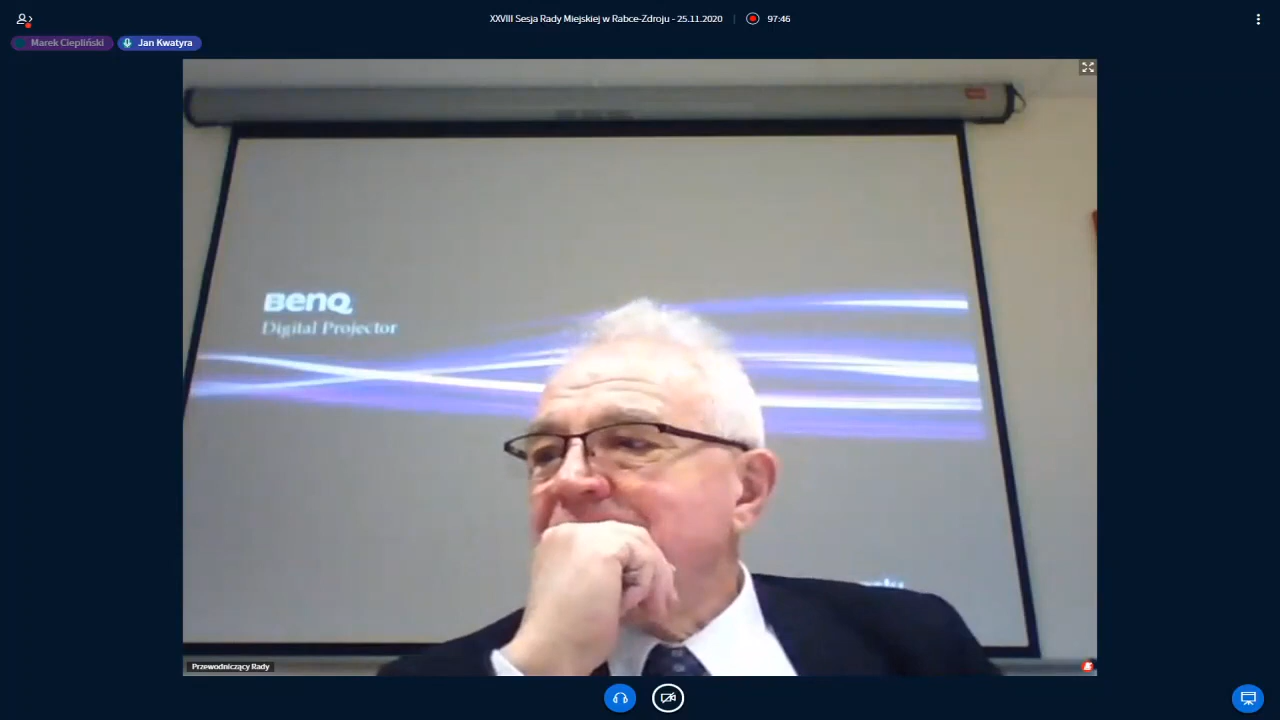 XXVIII Sesja Rady Miejskiej w Rabce-Zdroju - 25.11.2020
97:46
Marek Ciepliński
Jan Kwatyra
BenQ
Digital Projector
Przewodniczący Rady